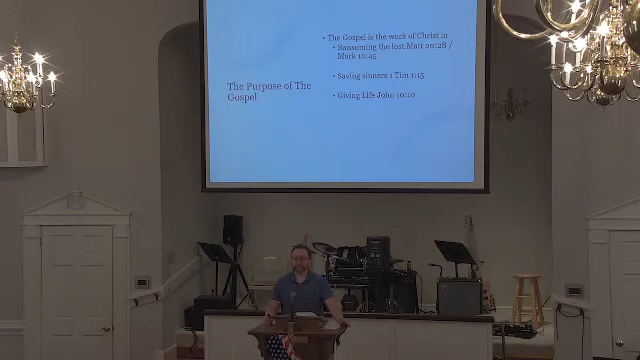 The Purpose of The
Gospel
• The Gospel is the work of Christ in
• Ransoming the lost Matt 20:28 /
Mark 10:45
• Saving sinners 1 Tim 1:15
• Giving Life John 10:10